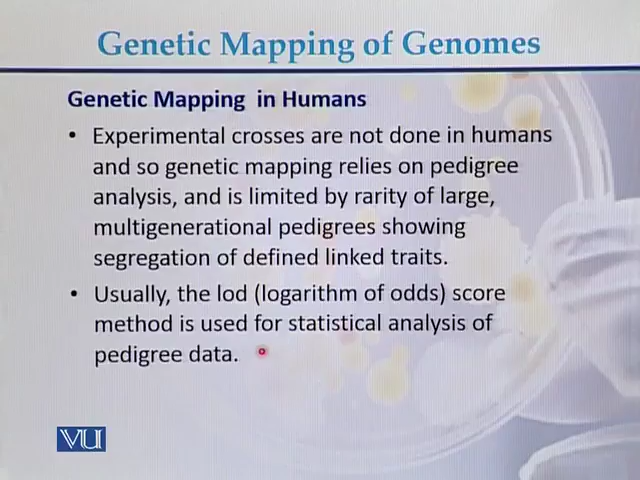 Genetic Mapping of Genomes
Genetic Mapping in Humans
• Experimental crosses are not done in humans
and so genetic mapping relies on pedigree
analysis, and is limited by rarity of large,
multigenerational pedigrees showing
segregation of defined linked traits.
• Usually, the lod (logarithm of odds) score
method is used for statistical analysis of
pedigree data.
VU